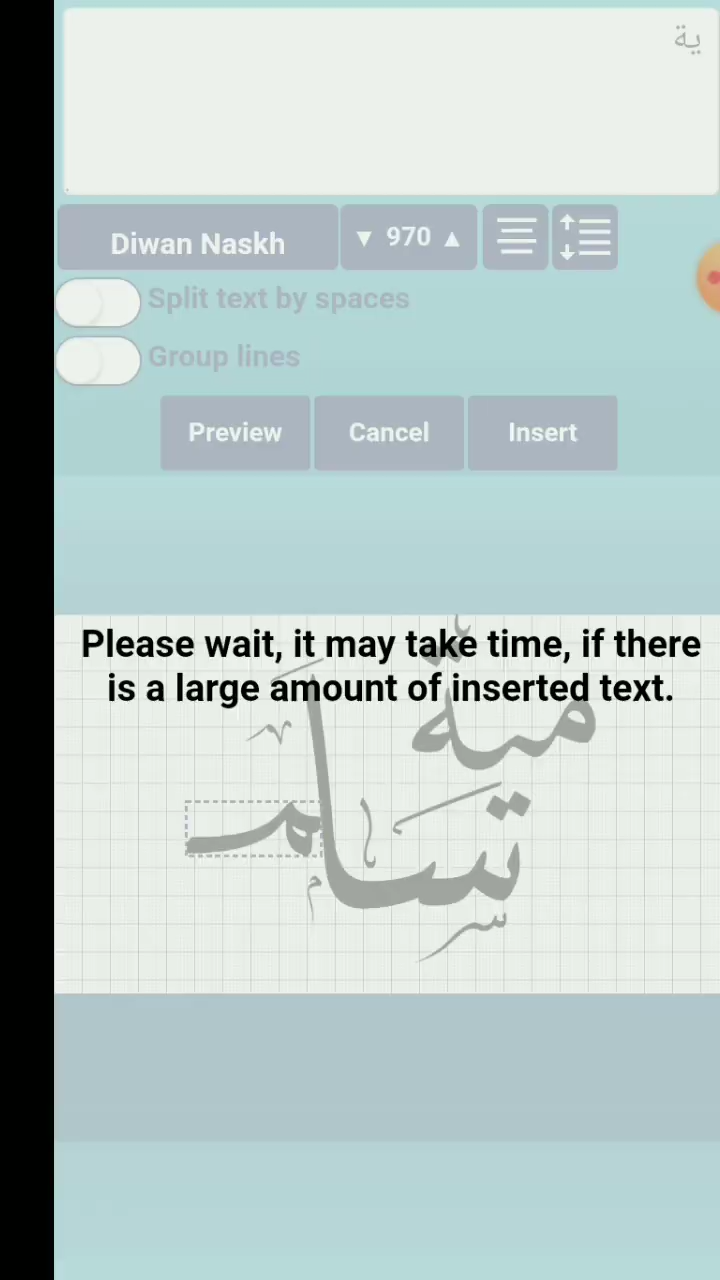 ية
Diwan Naskh
▼ 970 ▲
Split text by spaces
Group lines
Preview
Cancel
Insert
Please wait, it may take time, if there
is a large amount of inserted text.
مية